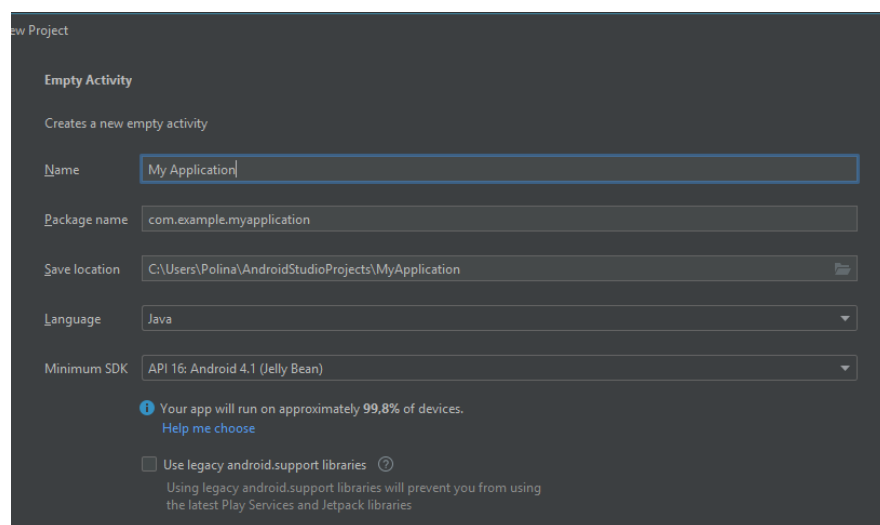 ew Project
Empty Activity
Creates a new empty activity
Name My Application
Package name com.example.myapplication
Save location C:\Users\Polina\AndroidStudioProjects\MyApplication
Language Java
Minimum SDK API 16: Android 4.1 (Jelly Bean)
Your app will run on approximately 99,8% of devices.
Help me choose
Use legacy android.support libraries ?
Using legacy android.support libraries will prevent you from using
the latest Play Services and Jetpack libraries